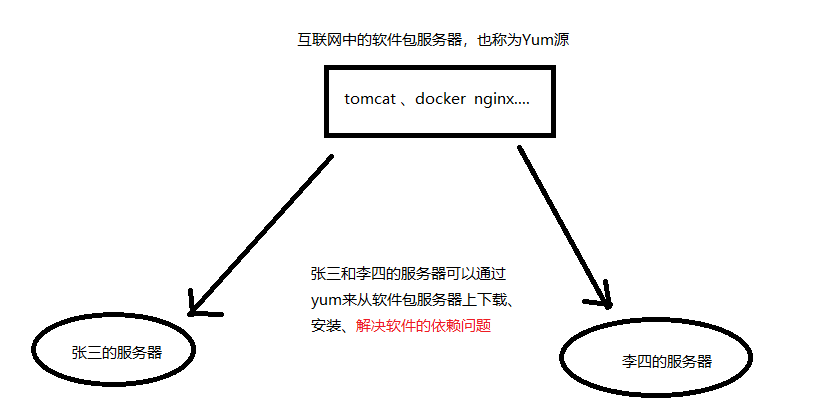 互联网中的软件包服务器，也称为Yum源
tomcat 、docker nginx....
张三和李四的服务器可以通过
yum来从软件包服务器上下载、
安装、解决软件的依赖问题
张三的服务器
李四的服务器